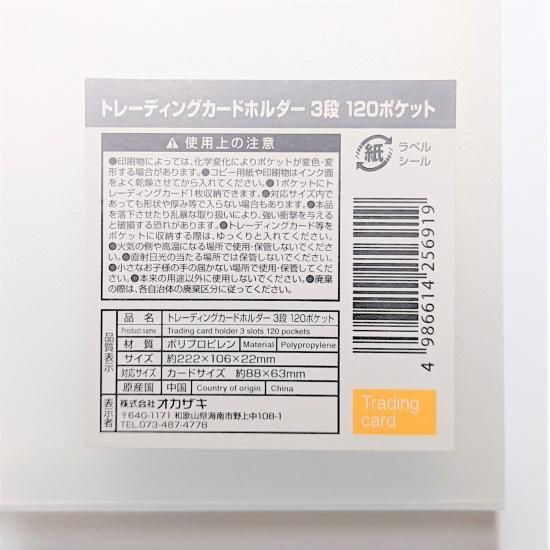 トレーディングカードホルダー 3段 120ポケット
使用上の注意
●印刷物によっては、化学変化によりポケットが変色・変
形する場合があります。●コピー用紙や印刷物はインク面
をよく乾燥させてから入れてください。●1ポケットにト
レーディングカード1枚収納できます。●対応サイズ内で
あっても形状や厚み等で入らない場合もあります。●本品
を落下させたり乱暴な取り扱いにより、強い衝撃を与える
と破損する恐れがあります。●トレーディングカード等を
ポケットに収納する際は、ゆっくりと入れてください。
●火気の側や高温になる場所で使用・保管しないでくださ
い。●直射日光の当たる場所では保管しないでください。
●小さなお子様の手の届かない場所で使用・保管してくだ
さい。●本来の用途以外に使用しないでください。●廃棄
の際は、各自治体の廃棄区分に従ってください。
紙 ラベル
シール
4 986614 256919
品質表示
品名 トレーディングカードホルダー 3段 120ポケット
Product name Trading card holder 3 slots 120 pockets
材質 ポリプロピレン Material Polypropylene
サイズ 約222×106×22mm
対応サイズ カードサイズ 約88×63mm
原産国 中国 Country of origin China
表示者 株式会社オカザキ
〒640-1171 和歌山県海南市野上中108-1
TEL.073-487-4778
Trading
card